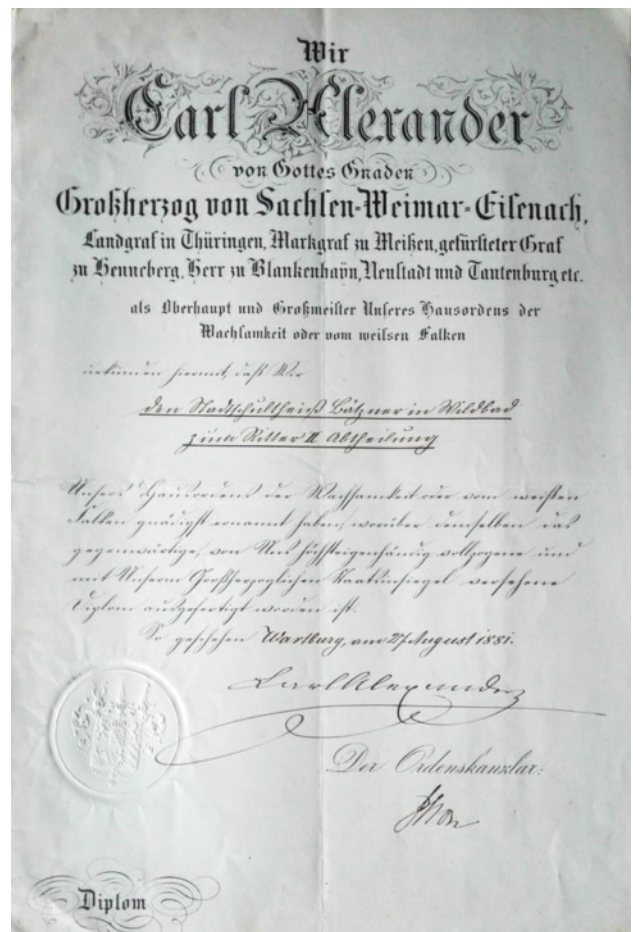 Wir
Carl Alexander
von Gottes Gnaden
Großherzog von Sachsen-Weimar-Eisenach,
Landgraf in Thüringen, Markgraf zu Meißen, gefürsteter Graf
zu Henneberg, Herr zu Blankenhayn, Neustadt und Tautenburg etc.
als Oberhaupt und Großmeister Unseres Hausordens der
Wachsamkeit oder vom weißen Falken
urkunden hiermit, daß Wir
den Stadtschultheiß Bätzner in Wildbad
zum Ritter II. Abtheilung
Unseres Hausordens der Wachsamkeit oder vom weißen
Falken gnädigst ernannt haben, worüber demselben das
gegenwärtige, von Uns höchsteigenhändig vollzogene und
mit Unserm Großherzoglichen Staatsinsiegel versehene
Diplom ausgefertigt worden ist.
So geschehen Wartburg, am 27 August 1881.
Carl Alexander
Der Ordenskanzlar:
Diplom